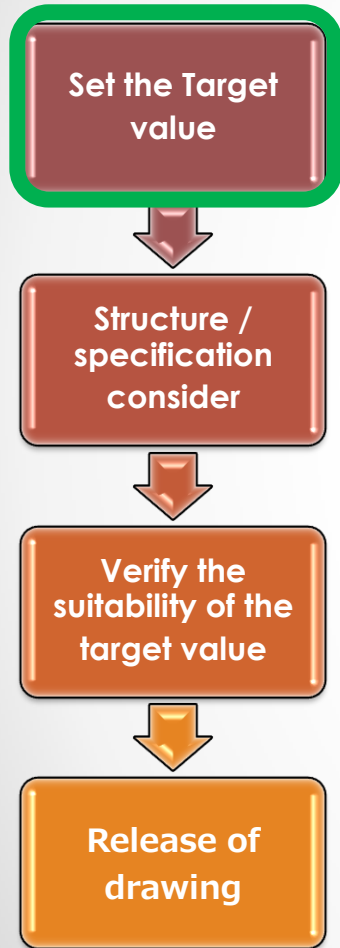 Set the Target
value
Structure /
specification
consider
Verify the
suitability of the
target value
Release of
drawing